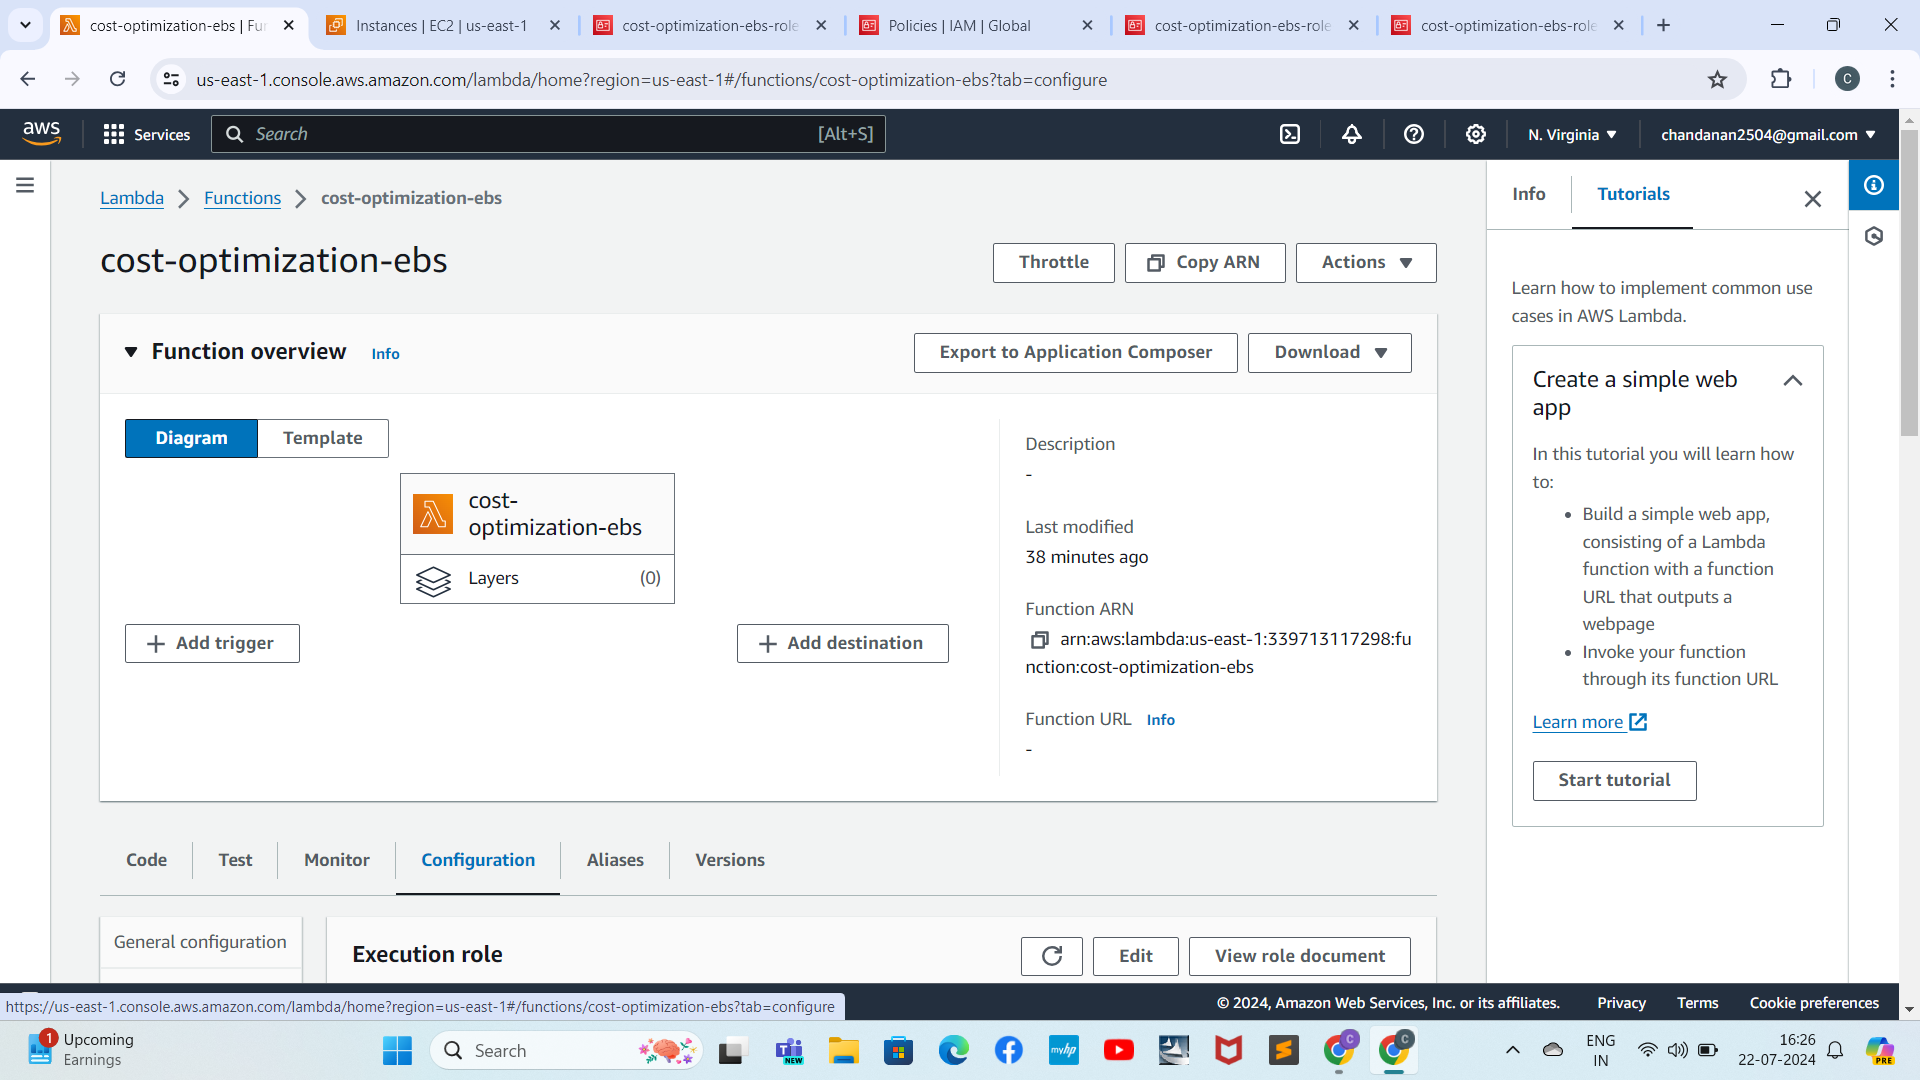 cost-optimization-ebs | Fun
Instances | EC2 | us-east-1
cost-optimization-ebs-role
Policies | IAM | Global
cost-optimization-ebs-role
cost-optimization-ebs-role
us-east-1.console.aws.amazon.com/lambda/home?region=us-east-1#/functions/cost-optimization-ebs?tab=configure
C
aws
Services
Search
[Alt+S]
N. Virginia
chandanan2504@gmail.com
Lambda
Functions
cost-optimization-ebs
cost-optimization-ebs
Throttle
Copy ARN
Actions
Function overview
Info
Export to Application Composer
Download
Diagram
Template
cost-
optimization-ebs
Layers
(0)
Add trigger
Add destination
Description
-
Last modified
38 minutes ago
Function ARN
arn:aws:lambda:us-east-1:339713117298:fu
nction:cost-optimization-ebs
Function URL
Info
-
Code
Test
Monitor
Configuration
Aliases
Versions
General configuration
Execution role
Edit
View role document
Info
Tutorials
Learn how to implement common use
cases in AWS Lambda.
Create a simple web
app
In this tutorial you will learn how
to:
• Build a simple web app,
consisting of a Lambda
function with a function
URL that outputs a
webpage
• Invoke your function
through its function URL
Learn more
Start tutorial
https://us-east-1.console.aws.amazon.com/lambda/home?region=us-east-1#/functions/cost-optimization-ebs?tab=configure
© 2024, Amazon Web Services, Inc. or its affiliates.
Privacy
Terms
Cookie preferences
1
Upcoming
Earnings
Search
NEW
myhp
C
C
ENG
IN
16:26
22-07-2024
PRE